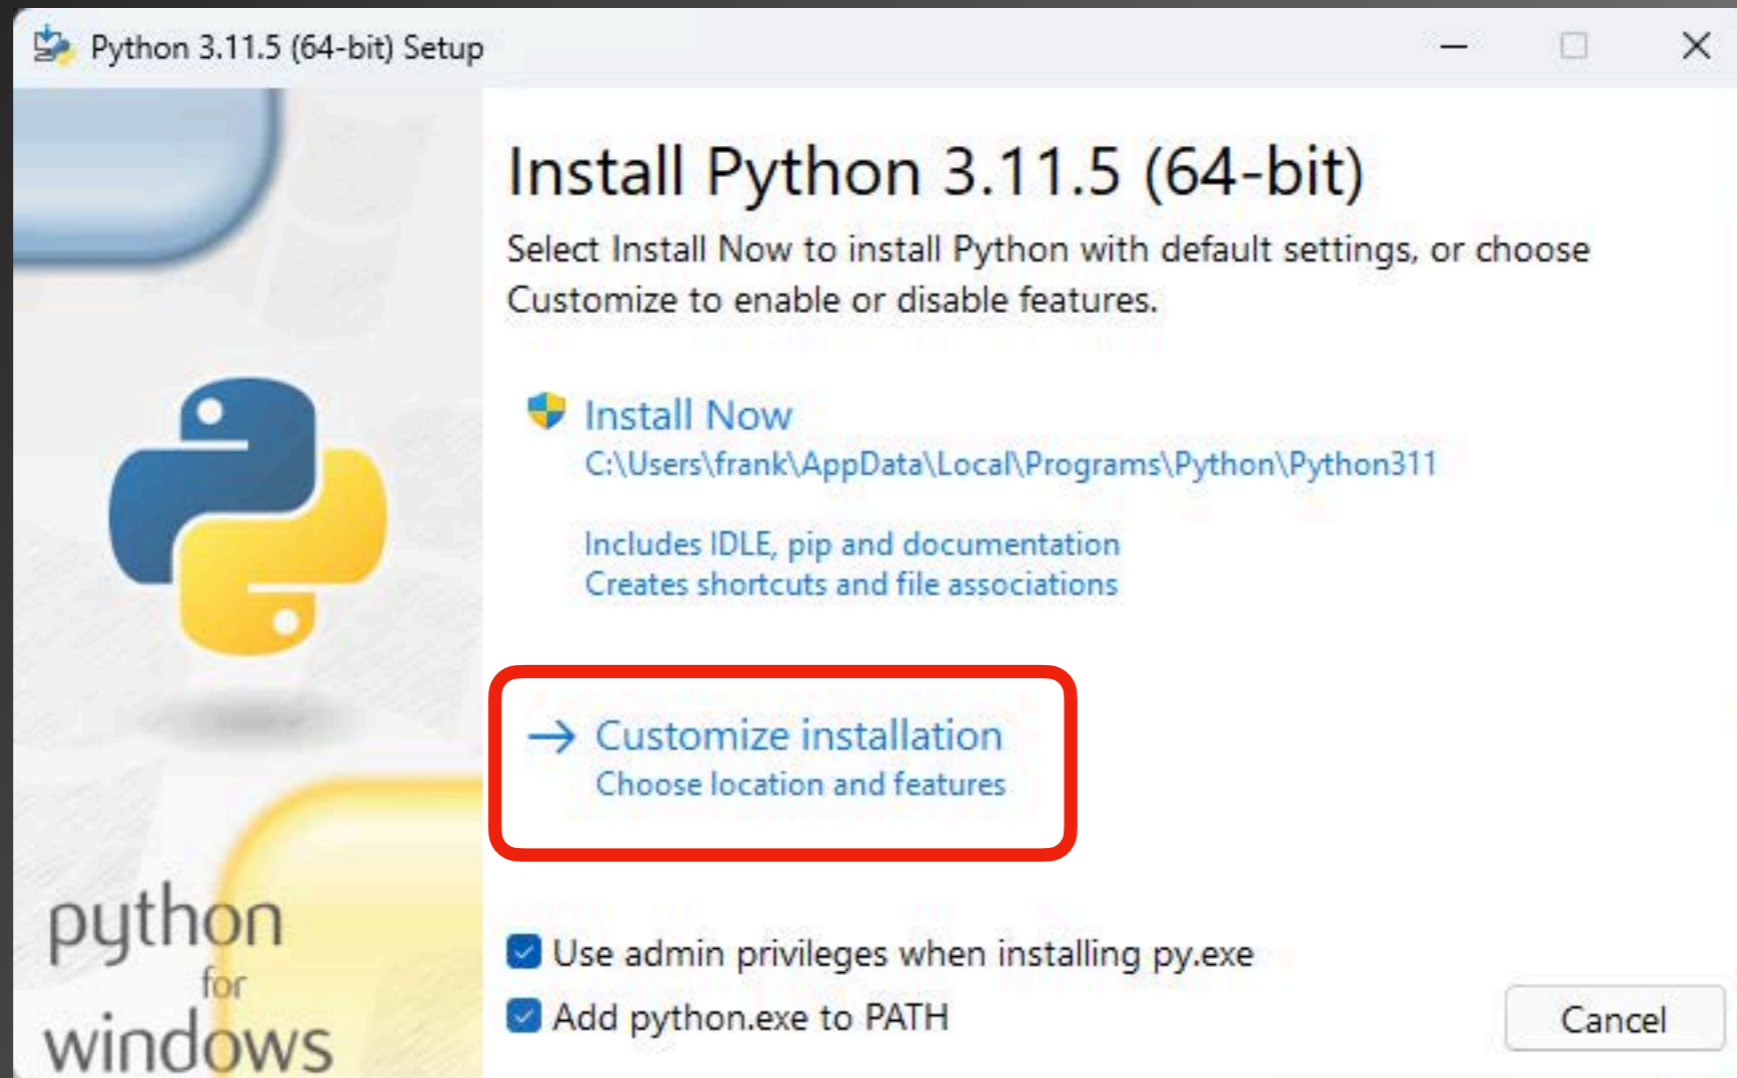 Python 3.11.5 (64-bit) Setup
Install Python 3.11.5 (64-bit)
Select Install Now to install Python with default settings, or choose
Customize to enable or disable features.
Install Now
C:\Users\frank\AppData\Local\Programs\Python\Python311
Includes IDLE, pip and documentation
Creates shortcuts and file associations
Customize installation
Choose location and features
Use admin privileges when installing py.exe
Add python.exe to PATH
Cancel
python
for
windows